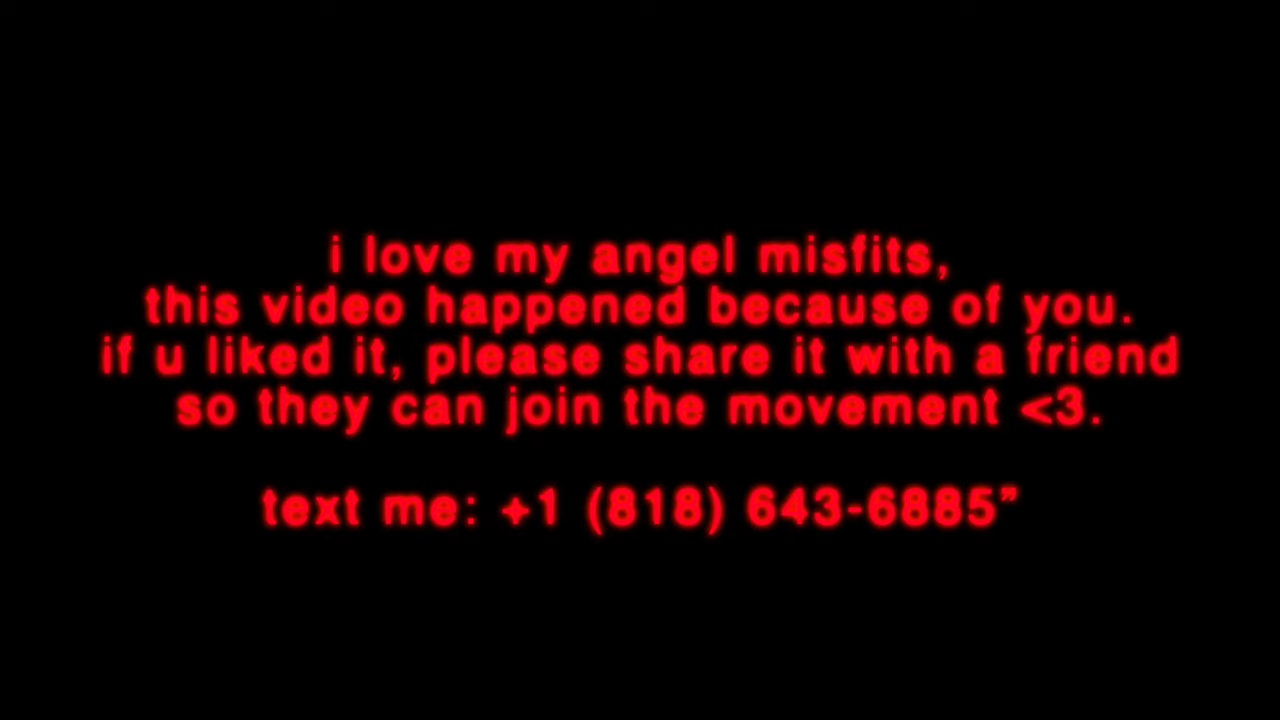 i love my angel misfits,
this video happened because of you.
if u liked it, please share it with a friend
so they can join the movement <3.
text me: +1 (818) 643-6885”